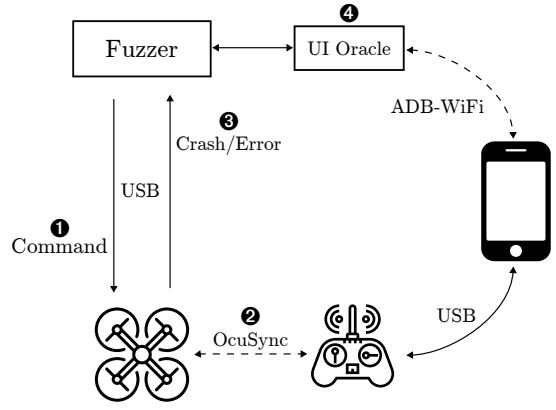 ❹
Fuzzer
UI Oracle
ADB-WiFi
❸
Crash/Error
USB
❶
Command
❷
OcuSync
USB